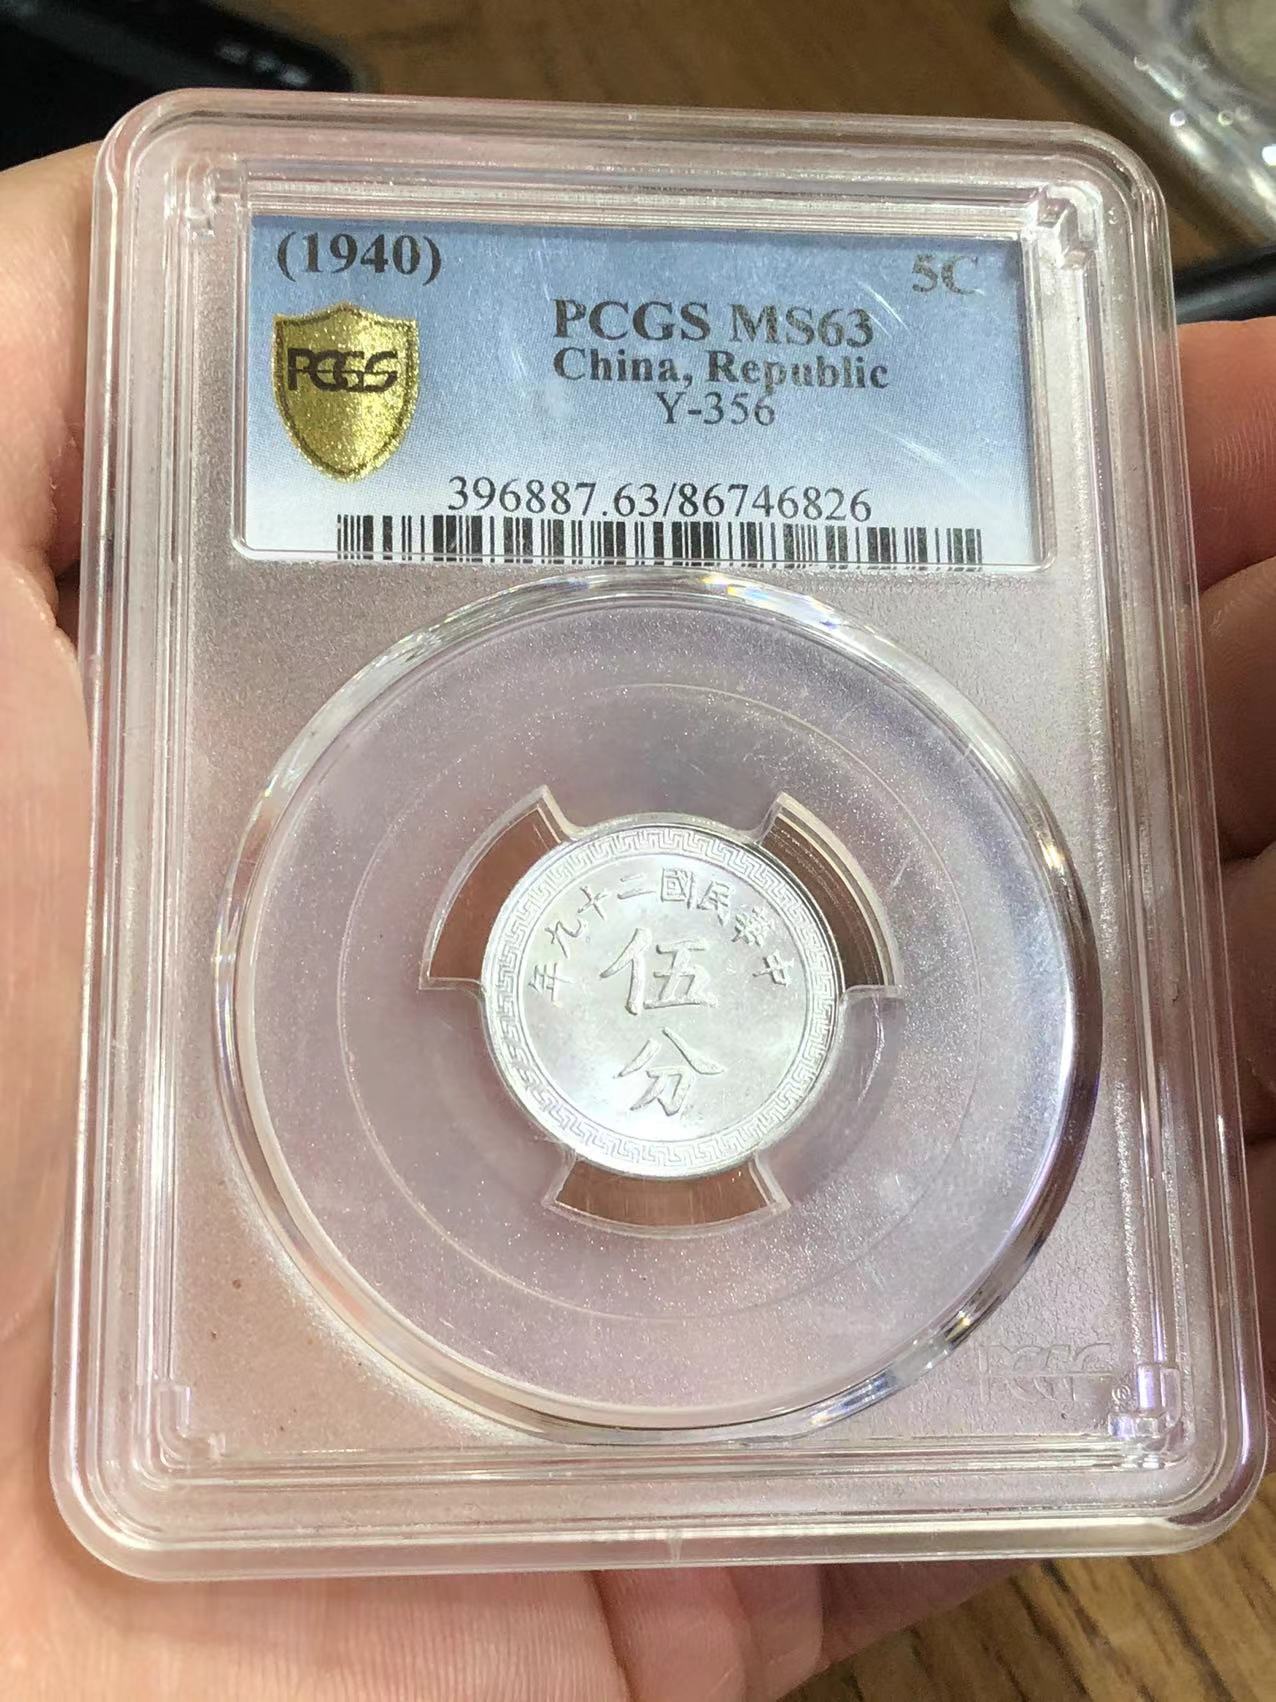 (1940)
5C
PCGS MS63
China, Republic
Y-356
PCGS
396887.63/86746826
中華民國二十九年
伍
分
PCGS